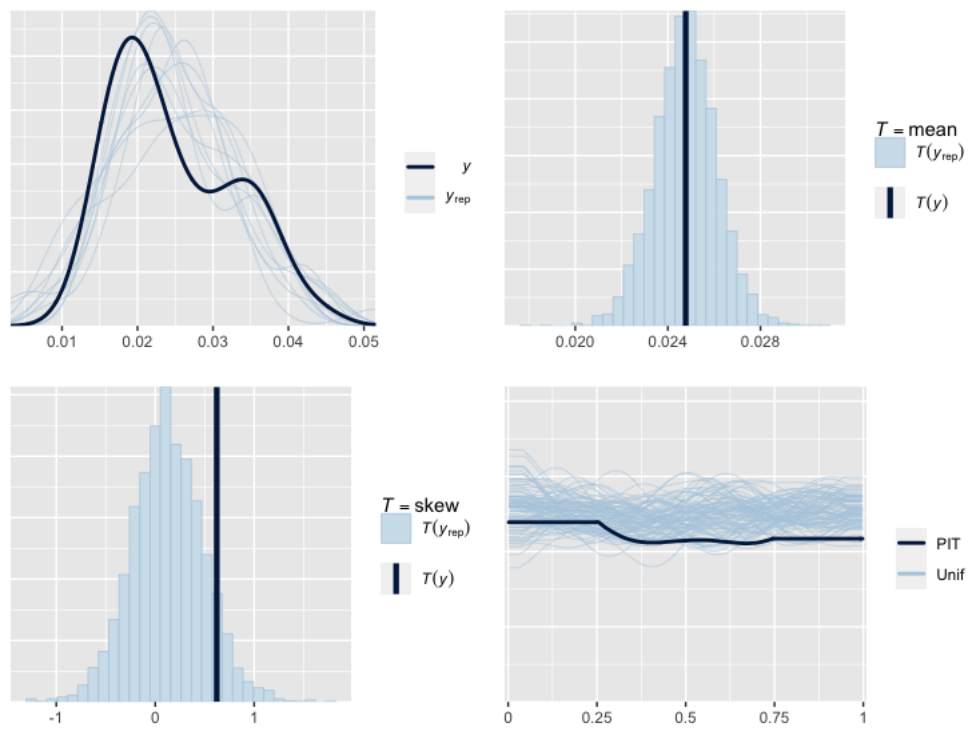 y
yrep
0.01 0.02 0.03 0.04 0.05
T = mean
T(yrep)
T(y)
0.020 0.024 0.028
T = skew
T(yrep)
T(y)
-1 0 1
PIT
Unif
0 0.25 0.5 0.75 1